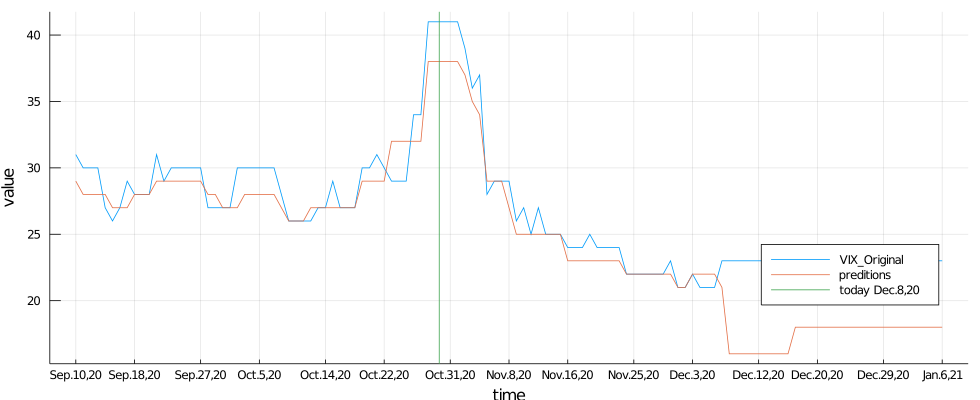 40
35
30
25
20
value
VIX_Original
preditions
today Dec.8,20
Sep.10,20 Sep.18,20 Sep.27,20 Oct.5,20 Oct.14,20 Oct.22,20 Oct.31,20 Nov.8,20 Nov.16,20 Nov.25,20 Dec.3,20 Dec.12,20 Dec.20,20 Dec.29,20 Jan.6,21
time